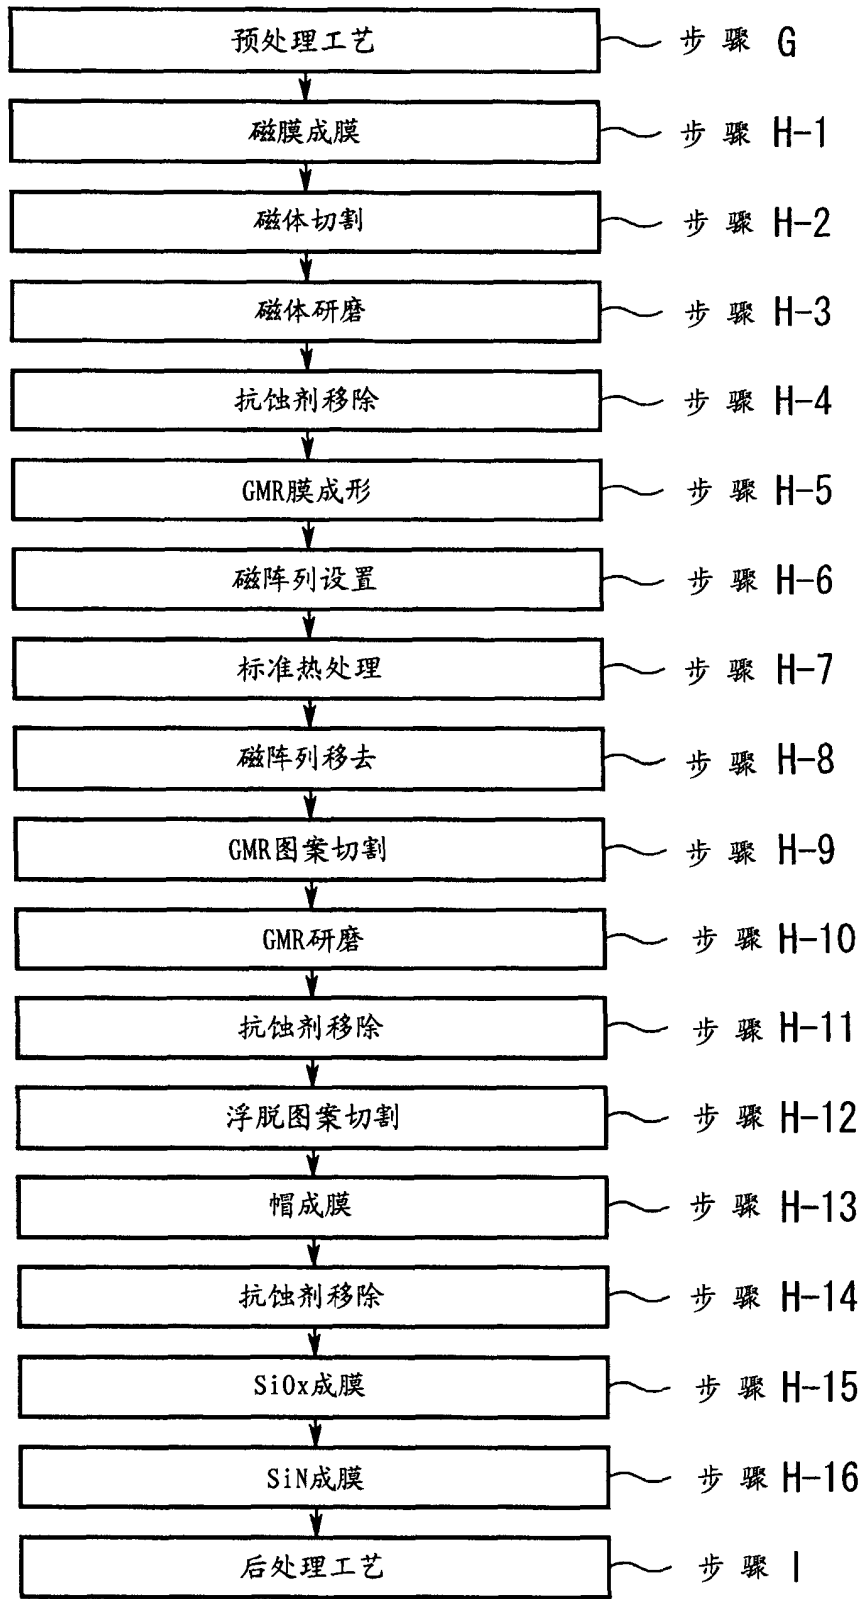 预处理工艺 步骤 G
磁膜成膜 步骤 H-1
磁体切割 步骤 H-2
磁体研磨 步骤 H-3
抗蚀剂移除 步骤 H-4
GMR膜成形 步骤 H-5
磁阵列设置 步骤 H-6
标准热处理 步骤 H-7
磁阵列移去 步骤 H-8
GMR图案切割 步骤 H-9
GMR研磨 步骤 H-10
抗蚀剂移除 步骤 H-11
浮脱图案切割 步骤 H-12
帽成膜 步骤 H-13
抗蚀剂移除 步骤 H-14
SiOx成膜 步骤 H-15
SiN成膜 步骤 H-16
后处理工艺 步骤 I